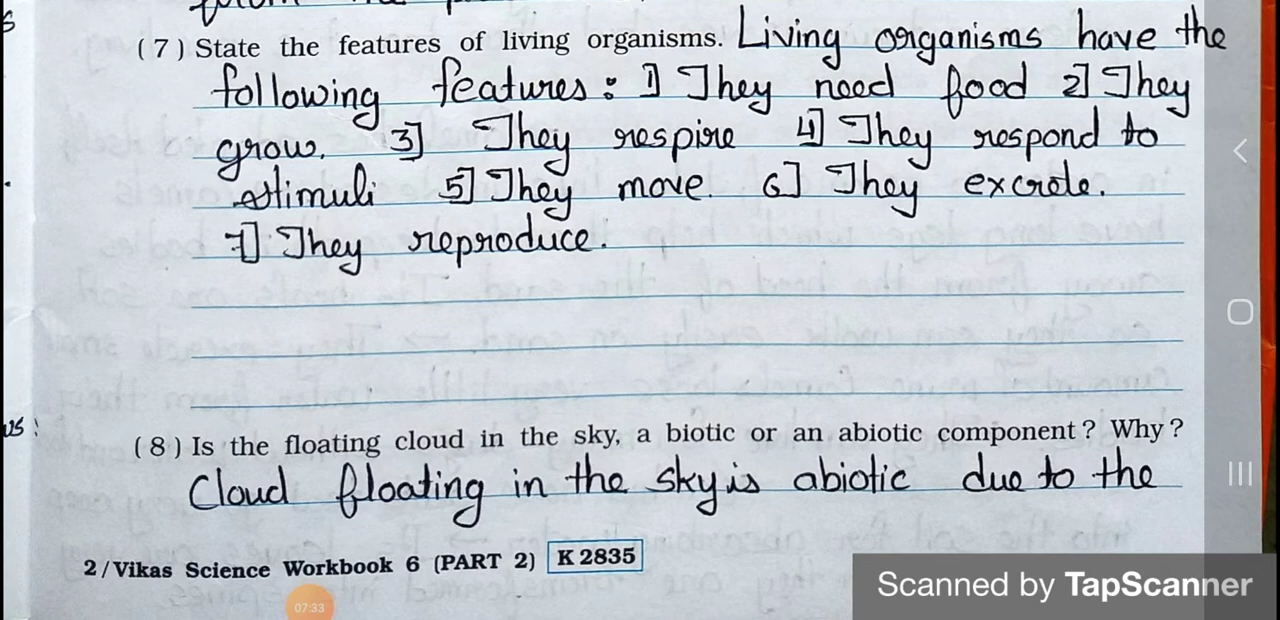 (7) State the features of living organisms. Living organisms have the
following features : 1] They need food 2] They
grow. 3] They respire 4] They respond to
stimuli 5] They move. 6] They excrete.
7] They reproduce.
us :
(8) Is the floating cloud in the sky, a biotic or an abiotic component? Why?
Cloud floating in the sky is abiotic due to the
2/Vikas Science Workbook 6 (PART 2) K 2835
07:33
Scanned by TapScanner